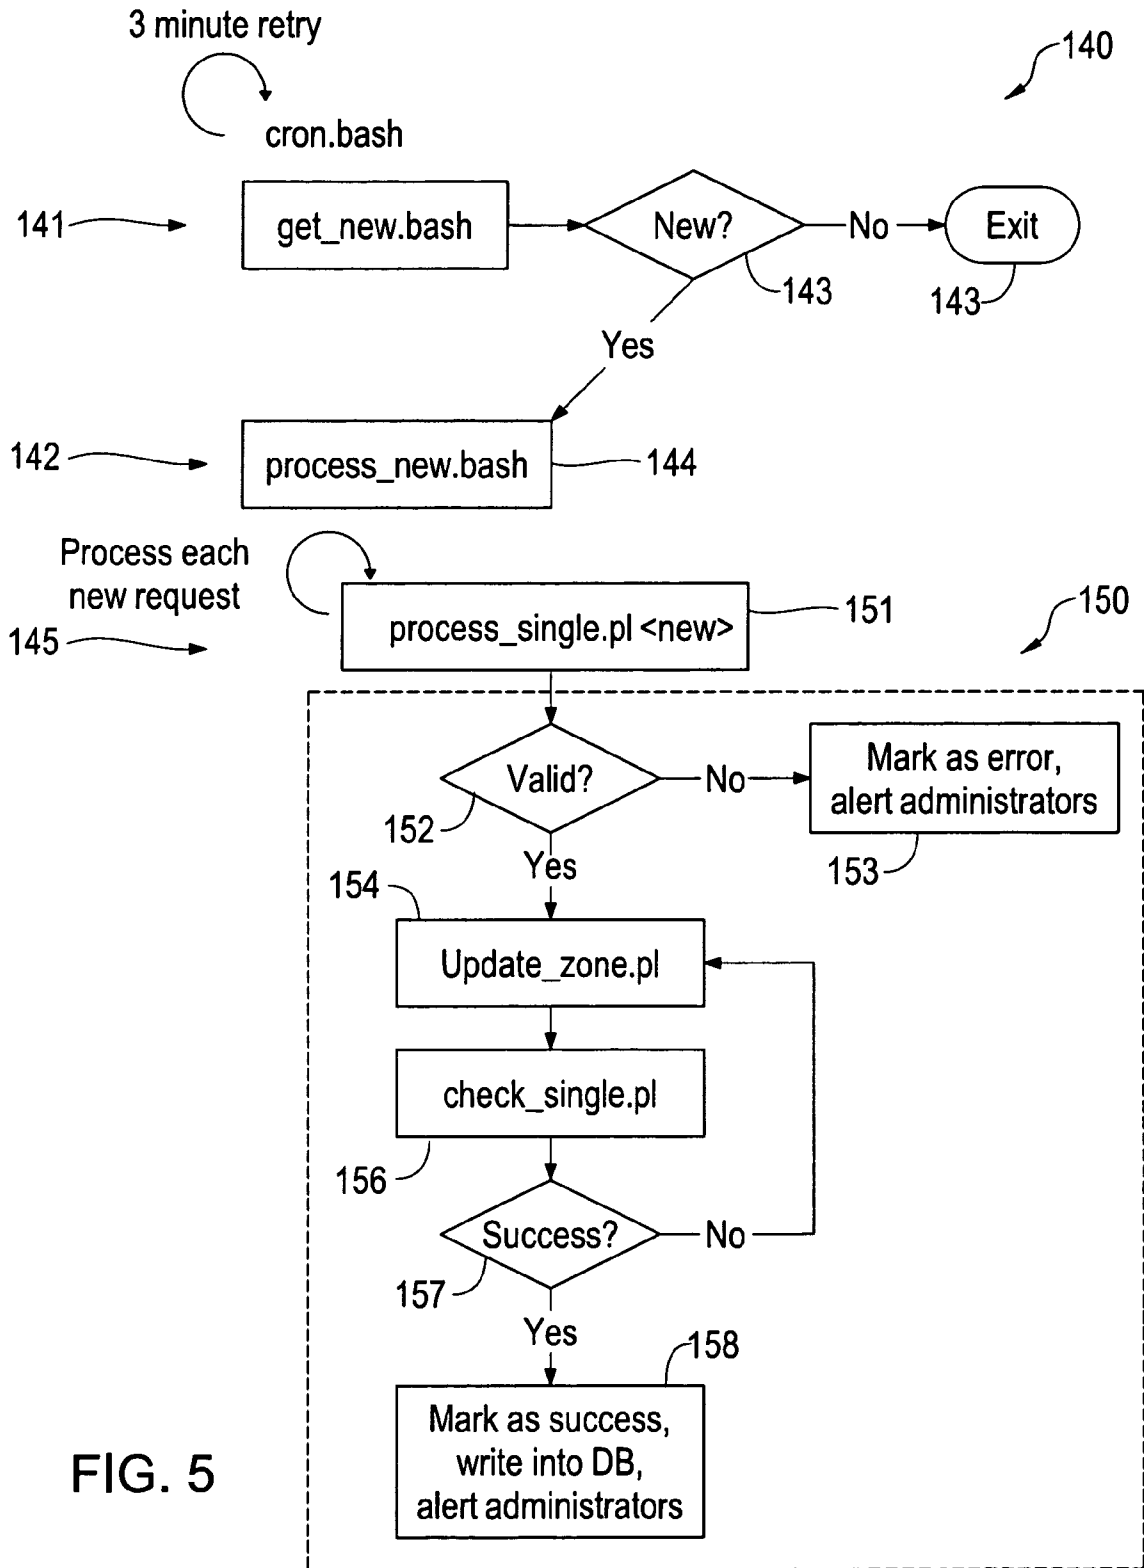 3 minute retry
140
cron.bash
141
get_new.bash
New?
No
Exit
143
143
Yes
142
process_new.bash
144
Process each
new request
145
process_single.pl <new>
151
150
Valid?
No
Mark as error,
alert administrators
152
153
Yes
154
Update_zone.pl
check_single.pl
156
Success?
No
157
Yes
158
Mark as success,
write into DB,
alert administrators
FIG. 5